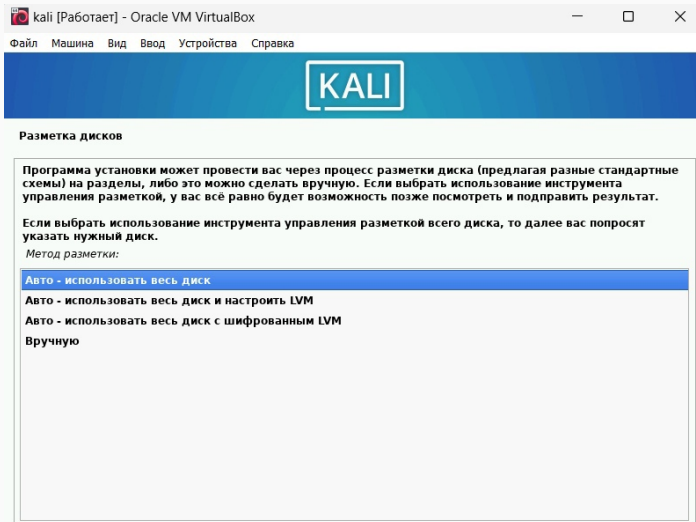 kali [Работает] - Oracle VM VirtualBox
Файл Машина Вид Ввод Устройства Справка
KALI
Разметка дисков
Программа установки может провести вас через процесс разметки диска (предлагая разные стандартные
схемы) на разделы, либо это можно сделать вручную. Если выбрать использование инструмента
управления разметкой, у вас всё равно будет возможность позже посмотреть и подправить результат.
Если выбрать использование инструмента управления разметкой всего диска, то далее вас попросят
указать нужный диск.
Метод разметки:
Авто - использовать весь диск
Авто - использовать весь диск и настроить LVM
Авто - использовать весь диск с шифрованным LVM
Вручную